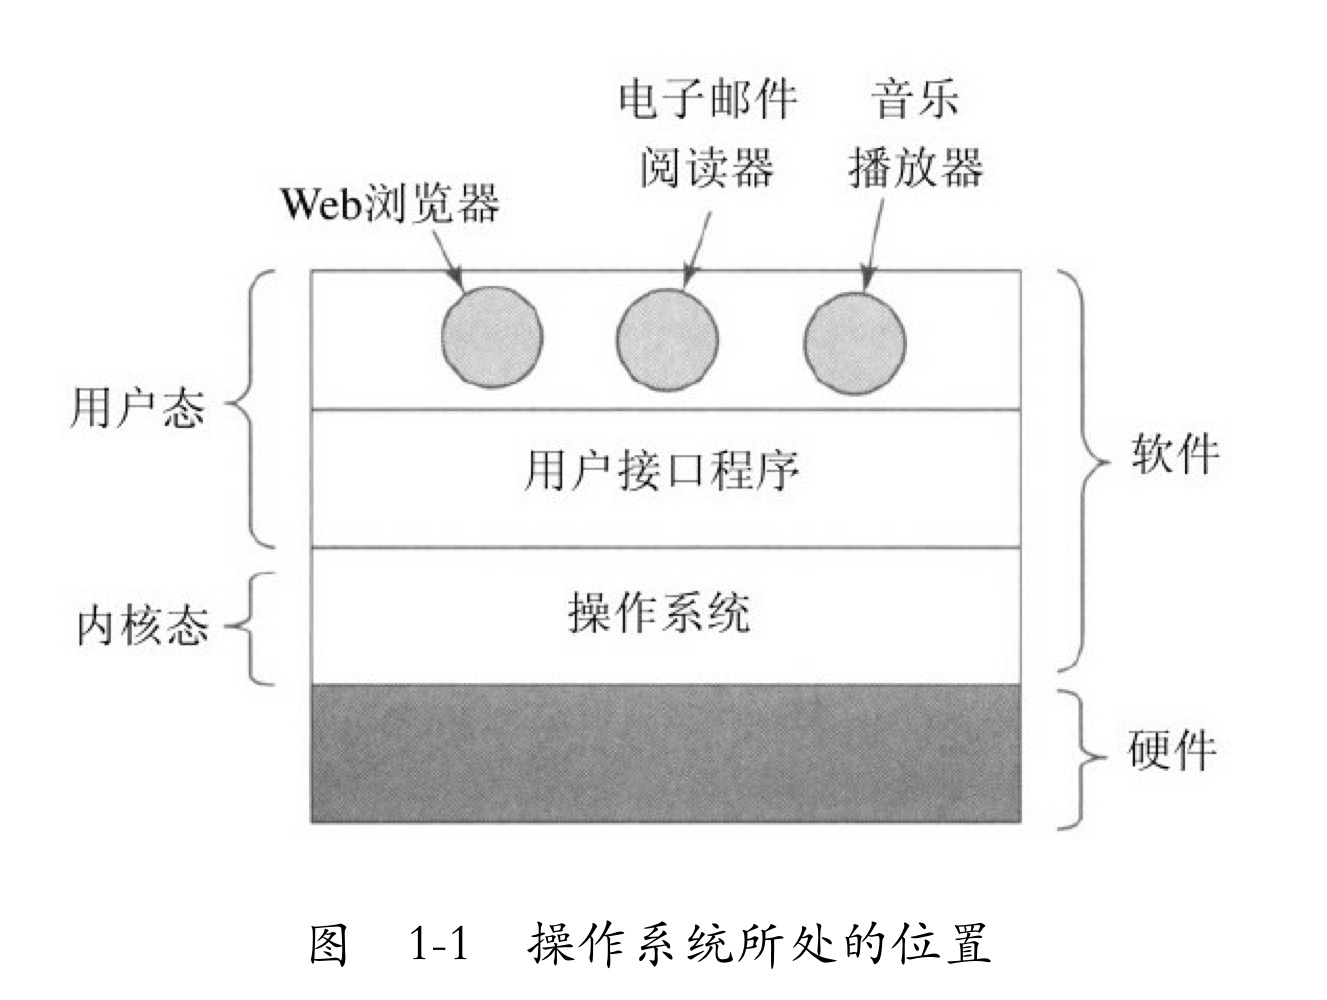 电子邮件
阅读器
音乐
播放器
Web浏览器
用户态
用户接口程序
软件
内核态
操作系统
硬件
图 1-1 操作系统所处的位置